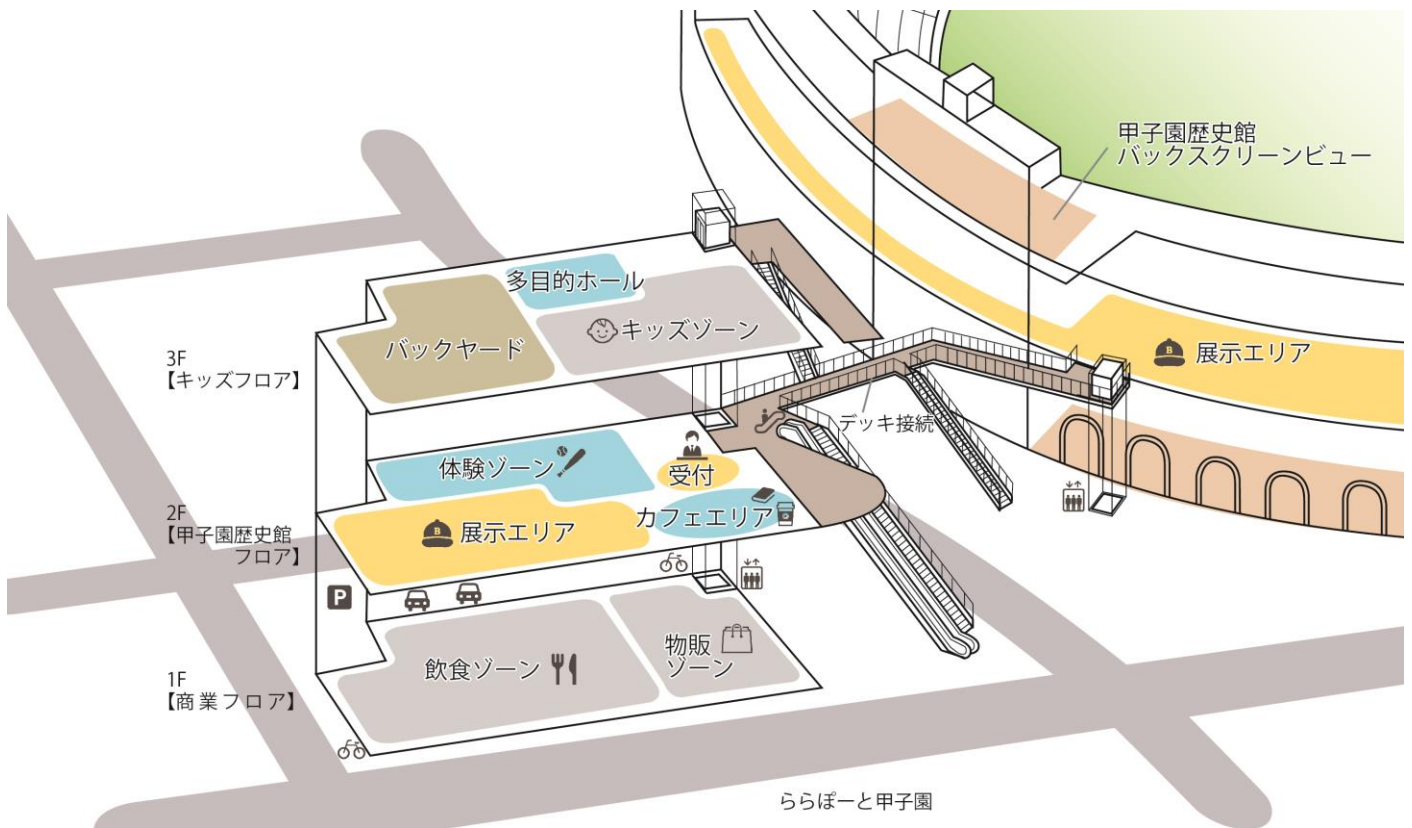 甲子園歴史館
バックスクリーンビュー
多目的ホール
キッズゾーン
バックヤード
3F
【キッズフロア】
展示エリア
デッキ接続
体験ゾーン
受付
カフェエリア
展示エリア
2F
【甲子園歴史館
フロア】
P
物販
ゾーン
飲食ゾーン
1F
【商業フロア】
ららぽーと甲子園